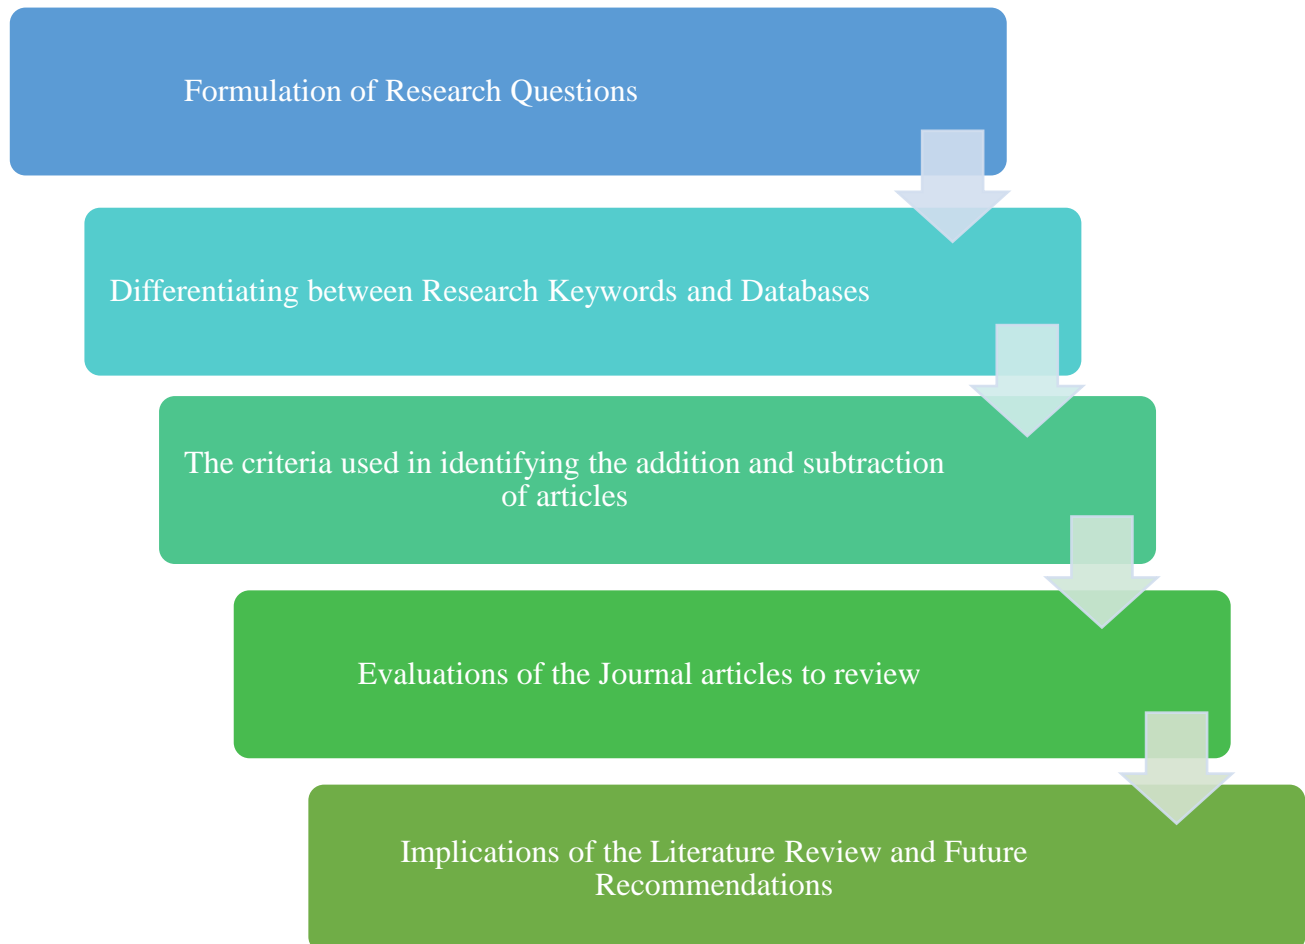 Formulation of Research Questions
Differentiating between Research Keywords and Databases
The criteria used in identifying the addition and subtraction
of articles
Evaluations of the Journal articles to review
Implications of the Literature Review and Future
Recommendations